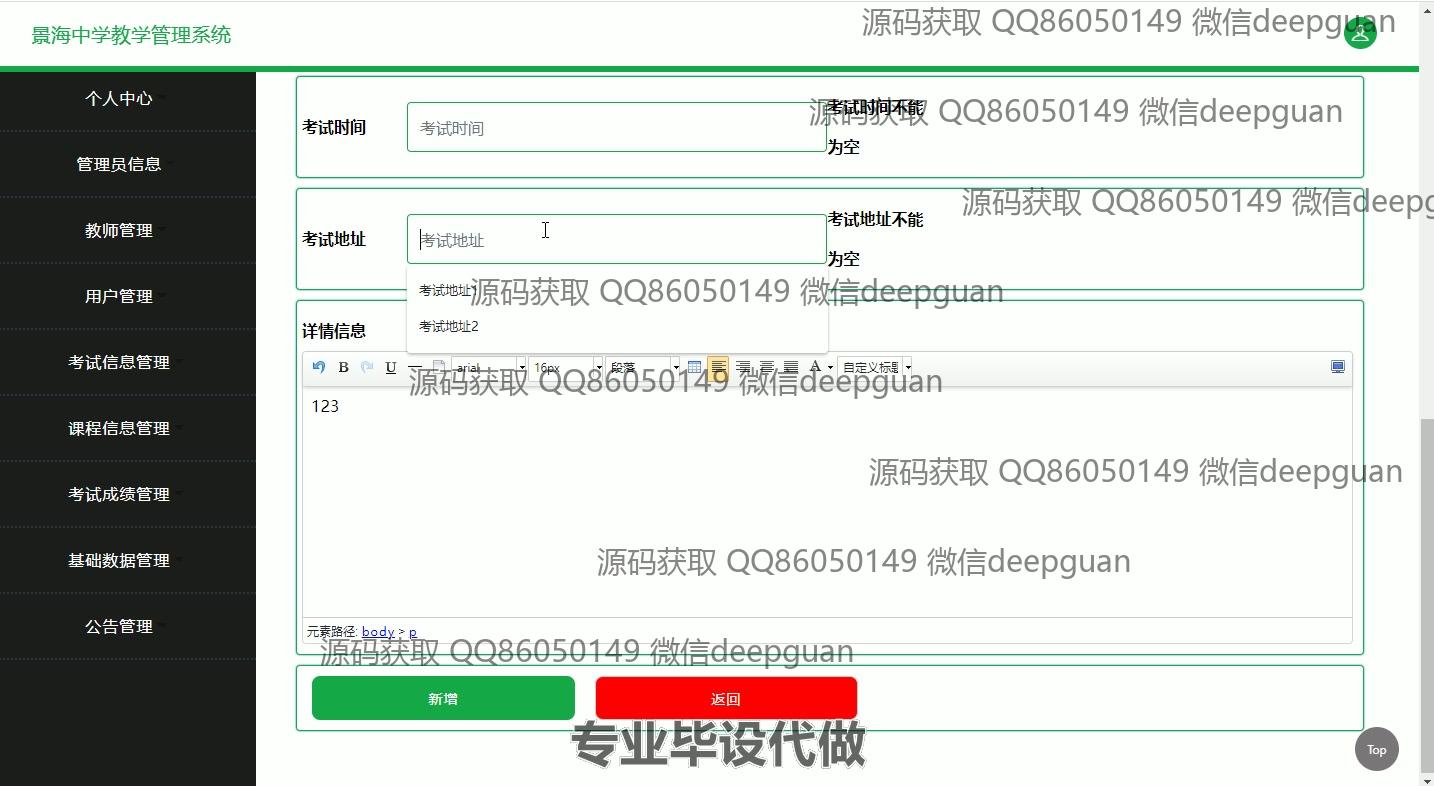 景海中学教学管理系统
源码获取 QQ86050149 微信deepguan
个人中心
管理员信息
教师管理
用户管理
考试信息管理
课程信息管理
考试成绩管理
基础数据管理
公告管理
考试时间
考试时间
考试时间不能
为空
源码获取 QQ86050149 微信deepguan
源码获取 QQ86050149 微信deepg
考试地址
考试地址
考试地址不能
为空
考试地址1
源码获取 QQ86050149 微信deepguan
考试地址2
详情信息
B U arial 16px 段落 A 自定义标题
源码获取 QQ86050149 微信deepguan
123
源码获取 QQ86050149 微信deepguan
源码获取 QQ86050149 微信deepguan
元素路径: body > p
源码获取 QQ86050149 微信deepguan
新增
返回
专业毕设代做
Top